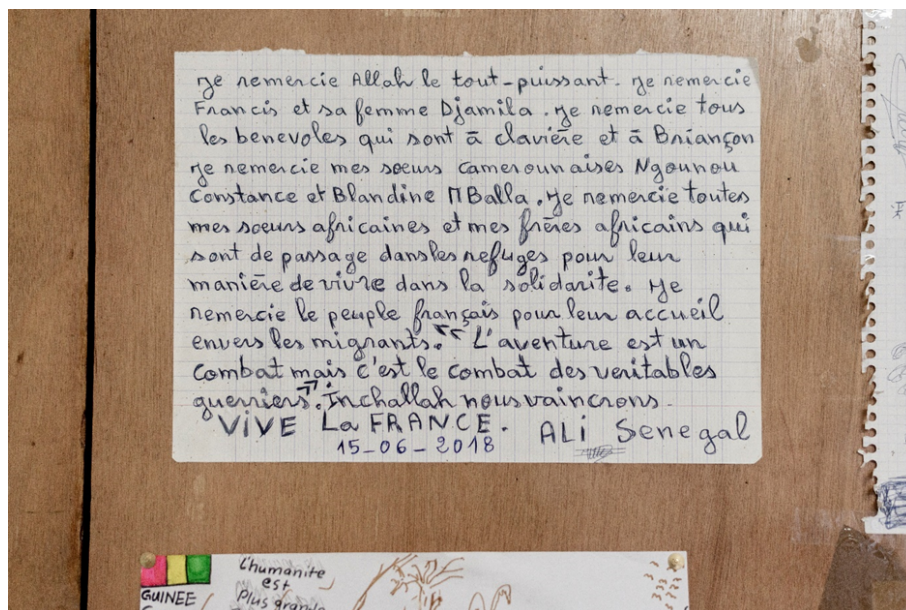 Je remercie Allah le tout-puissant. Je remercie
Francis et sa femme Djamila. Je remercie tous
les benevoles qui sont à clavière et à Briançon
Je remercie mes soeurs camerounaises Ngounou
Constance et Blandine MBalla. Je remercie toutes
mes soeurs africaines et mes frères africains qui
sont de passage dans les refuges pour leur
manière de vivre dans la solidarite. Je
remercie le peuple français pour leur accueil
envers les migrants. << L'aventure est un
combat mais c'est le combat des veritables
guerriers >>. Inchallah nous vaincrons.
VIVE La FRANCE. ALi Senegal
15-06-2018
GUINEE
L'humanite
est
Plus grande